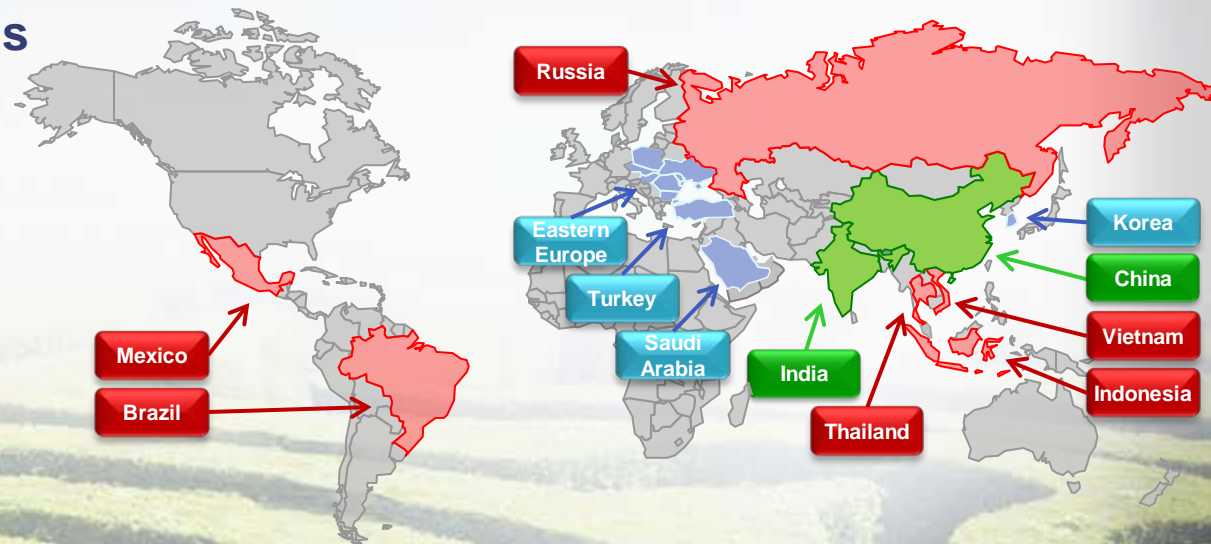 s
Russia
Eastern
Europe
Turkey
Saudi
Arabia
Korea
China
Vietnam
Indonesia
India
Thailand
Mexico
Brazil